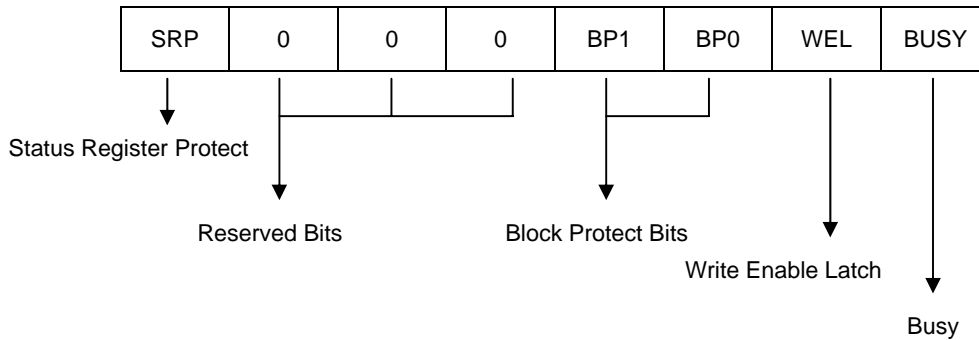 SRP 0 0 0 BP1 BP0 WEL BUSY
Status Register Protect
Reserved Bits Block Protect Bits
Write Enable Latch
Busy